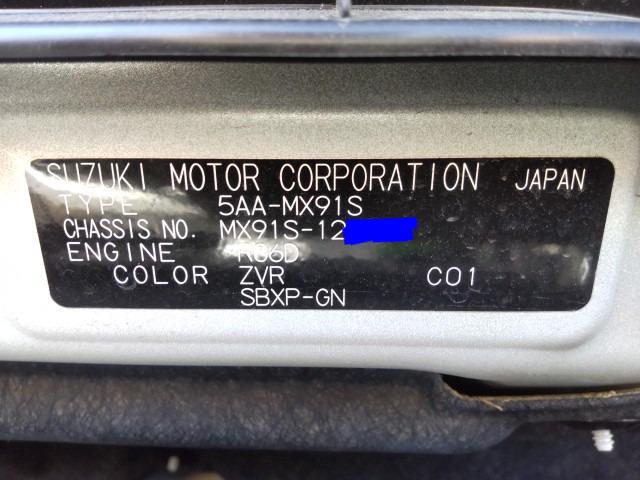 SUZUKI MOTOR CORPORATION JAPAN
TYPE 5AA-MX91S
CHASSIS NO. MX91S-12
ENGINE R06D
COLOR ZVR C01
SBXP-GN